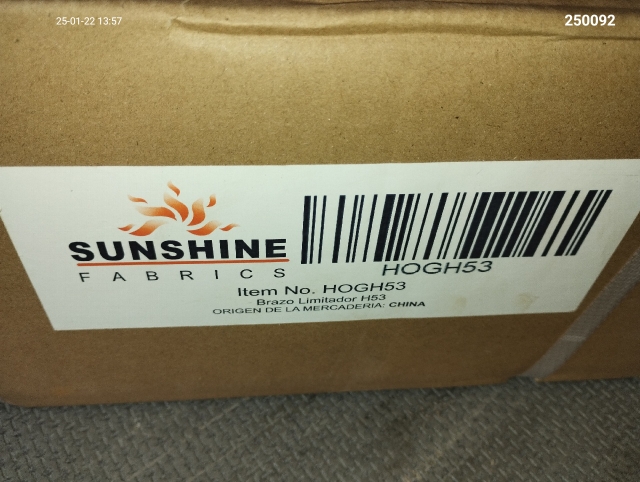 25-01-22 13:57
250092
SUNSHINE
FABRICS
HOGH53
Item No. HOGH53
Brazo Limitador H53
ORIGEN DE LA MERCADERIA: CHINA